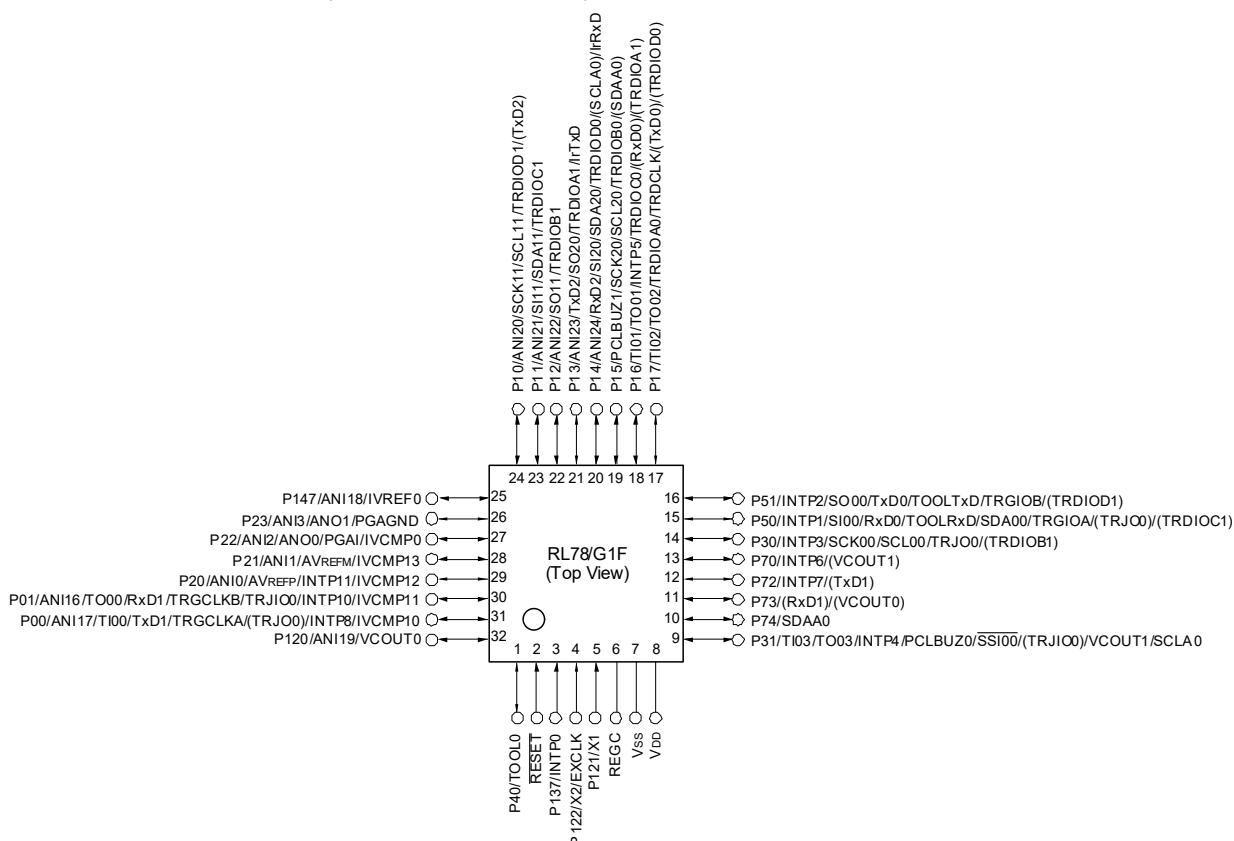 P10/ANI20/SCK11/SCL11/TRDIOD1/(TxD2)
P11/ANI21/SI11/SDA11/TRDIOC1
P12/ANI22/SO11/TRDIOB1
P13/ANI23/TxD2/SO20/TRDIOA1/IrTxD
P14/ANI24/RxD2/SI20/SDA20/TRDIOD0/(SCLA0)/IrRxD
P15/PCLBUZ1/SCK20/SCL20/TRDIOB0/(SDAA0)
P16/TI01/TO01/INTP5/TRDIOC0/(RxD0)/(TRDIOA1)
P17/TI02/TO02/TRDIOA0/TRDCLK/(TxD0)/(TRDIOD0)
24 23 22 21 20 19 18 17
P147/ANI18/IVREF0 25
P23/ANI3/ANO1/PGAGND 26
P22/ANI2/ANO0/PGAI/IVCMP0 27
P21/ANI1/AVREFM/IVCMP13 28
P20/ANI0/AVREFP/INTP11/IVCMP12 29
P01/ANI16/TO00/RxD1/TRGCLKB/TRJIO0/INTP10/IVCMP11 30
P00/ANI17/TI00/TxD1/TRGCLKA/(TRJO0)/INTP8/IVCMP10 31
P120/ANI19/VCOUT0 32
RL78/G1F
(Top View)
16 P51/INTP2/SO00/TxD0/TOOLTxD/TRGIOB/(TRDIOD1)
15 P50/INTP1/SI00/RxD0/TOOLRxD/SDA00/TRGIOA/(TRJO0)/(TRDIOC1)
14 P30/INTP3/SCK00/SCL00/TRJO0/(TRDIOB1)
13 P70/INTP6/(VCOUT1)
12 P72/INTP7/(TxD1)
11 P73/(RxD1)/(VCOUT0)
10 P74/SDAA0
9 P31/TI03/TO03/INTP4/PCLBUZ0/SSI00/(TRJIO0)/VCOUT1/SCLA0
1 2 3 4 5 6 7 8
P40/TOOL0
RESET
P137/INTP0
P122/X2/EXCLK
P121/X1
REGC
VSS
VDD